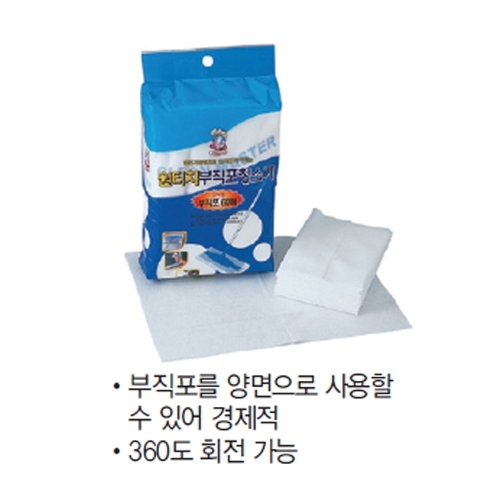 CLEAN MASTER
원터치부직포청소기
부직포 60매
• 부직포를 양면으로 사용할
수 있어 경제적
• 360도 회전 가능